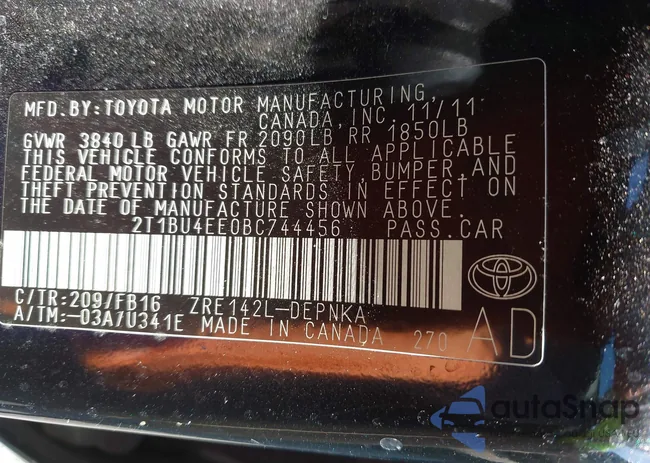 MFD. BY: TOYOTA MOTOR MANUFACTURING,
CANADA, INC. 11/11
GVWR 3840 LB GAWR FR 2090LB RR 1850LB
THIS VEHICLE CONFORMS TO ALL APPLICABLE
FEDERAL MOTOR VEHICLE SAFETY, BUMPER, AND
THEFT PREVENTION STANDARDS IN EFFECT ON
THE DATE OF MANUFACTURE SHOWN ABOVE.
2T1BU4EE0BC744456 PASS. CAR
C/TR: 209/FB16 ZRE142L-DEPNKA
A/TM: -03A/U341E MADE IN CANADA 270 AD
autoSnap